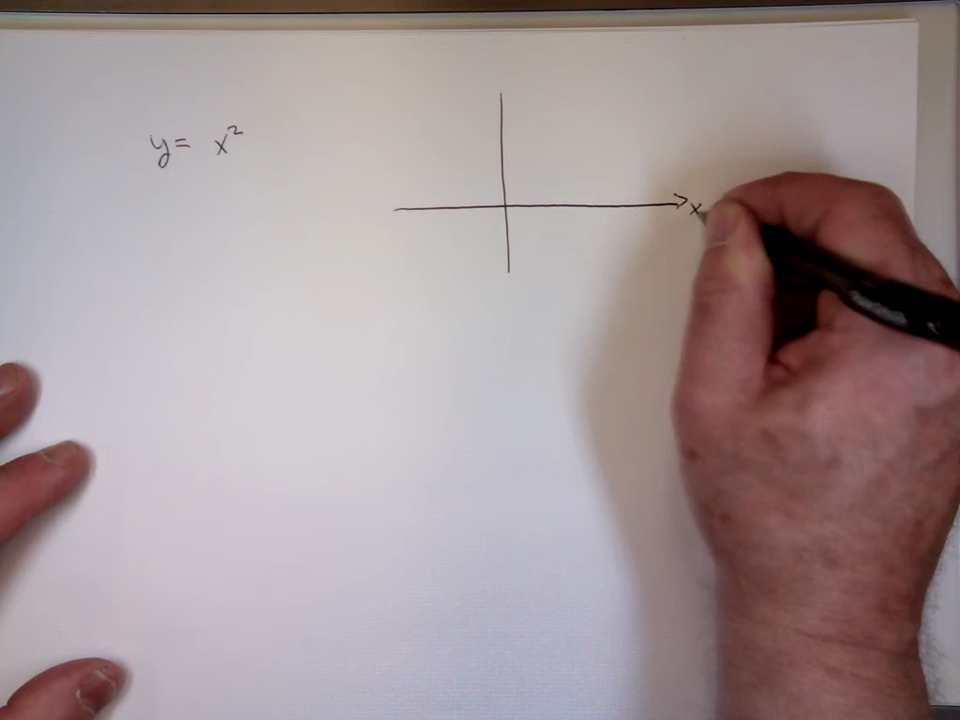 y = x²
x